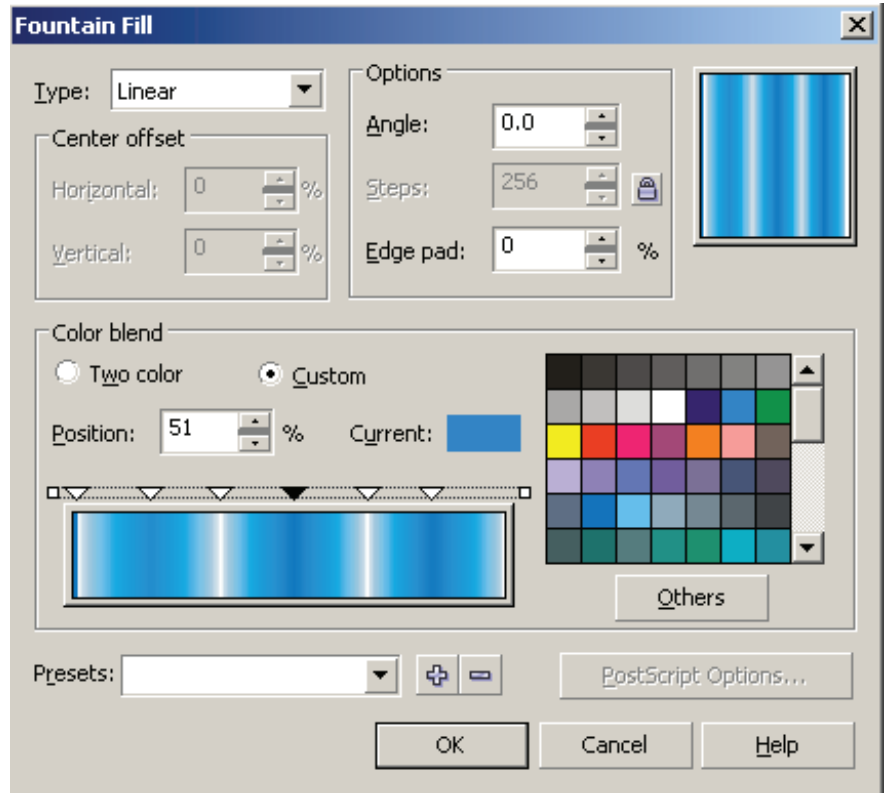 Fountain Fill
Type: Linear
Options
Angle: 0.0
Steps: 256
Edge pad: 0 %
Center offset
Horizontal: 0 %
Vertical: 0 %
Color blend
Two color Custom
Position: 51 % Current:
Others
Presets:
PostScript Options...
OK Cancel Help